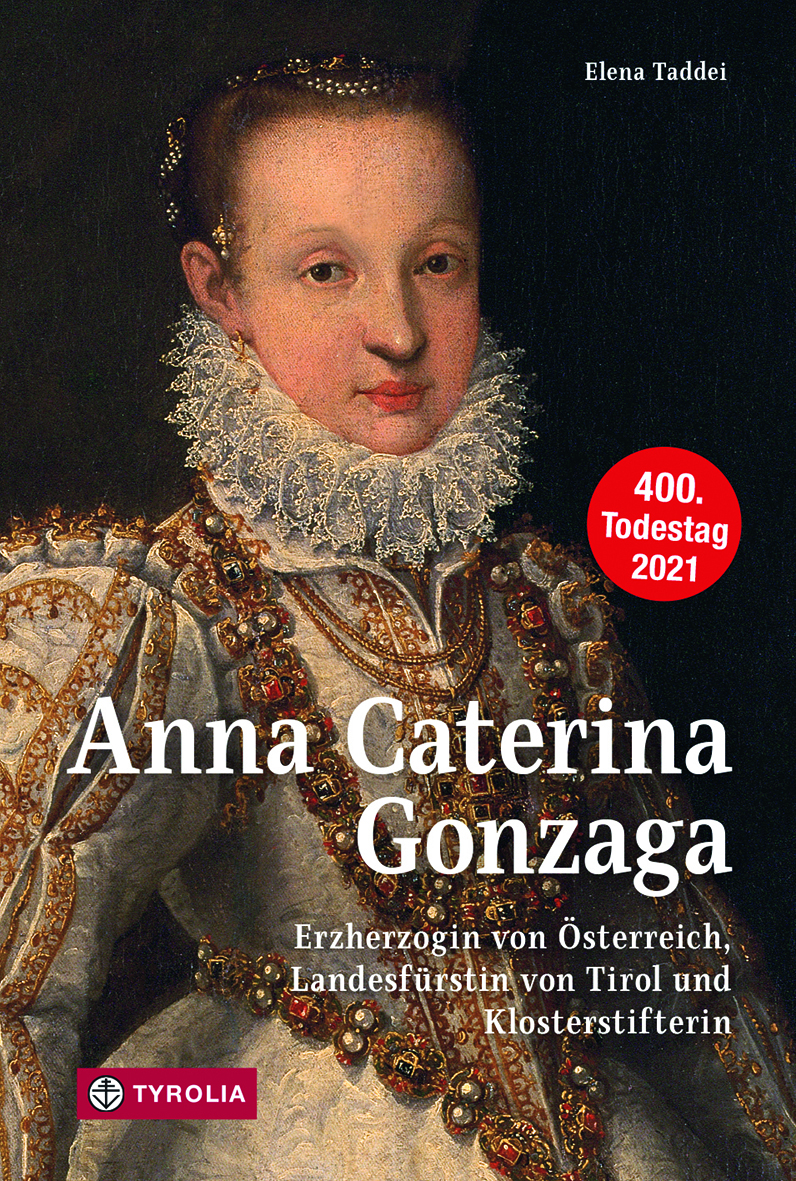 Elena Taddei
400.
Todestag
2021
Anna Caterina
Gonzaga
Erzherzogin von Österreich,
Landesfürstin von Tirol und
Klosterstifterin
TYROLIA